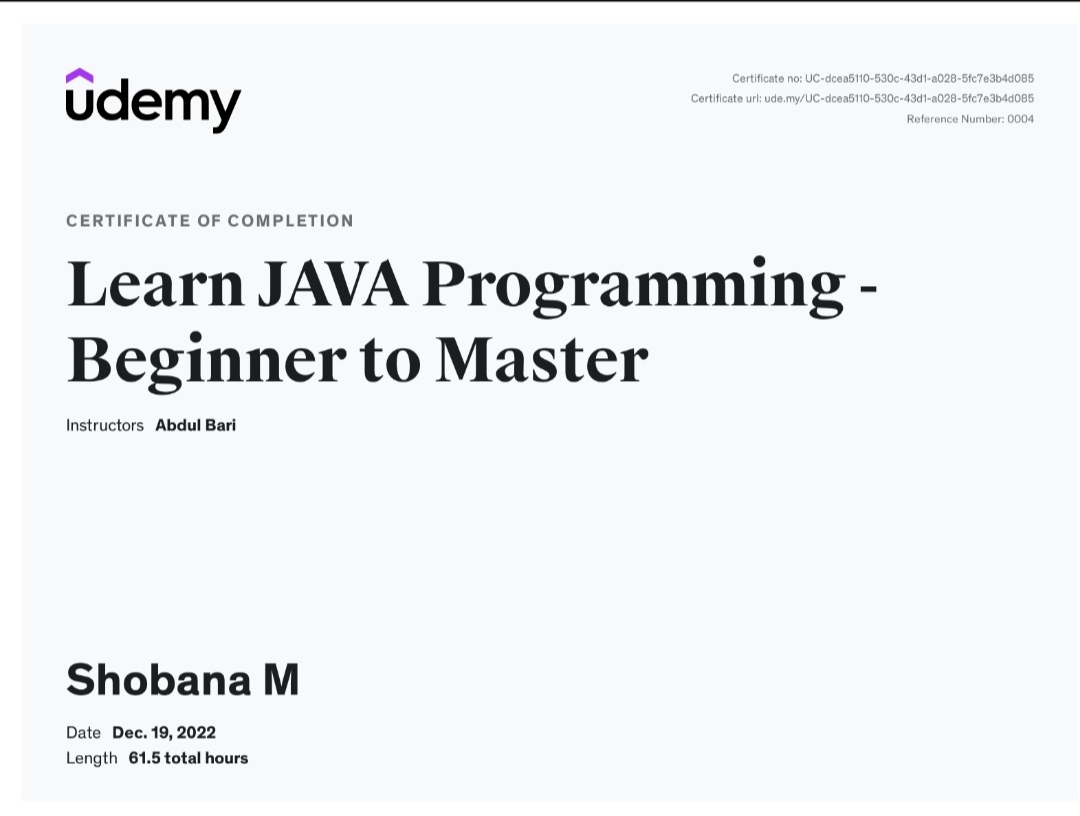 udemy
Certificate no: UC-dcea5110-530c-43d1-a028-5fc7e3b4d085
Certificate url: ude.my/UC-dcea5110-530c-43d1-a028-5fc7e3b4d085
Reference Number: 0004
CERTIFICATE OF COMPLETION
Learn JAVA Programming -
Beginner to Master
Instructors Abdul Bari
Shobana M
Date Dec. 19, 2022
Length 61.5 total hours